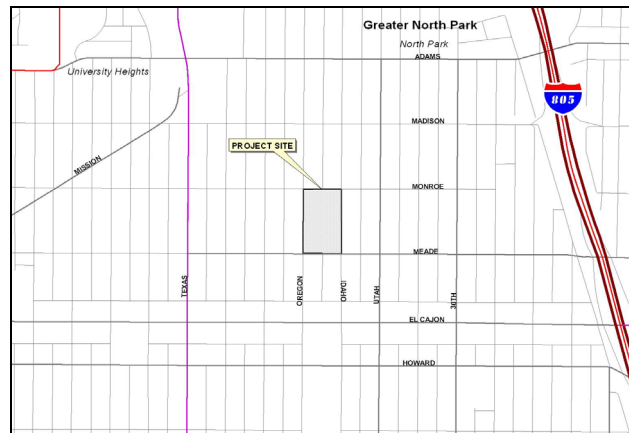 Greater North Park
North Park
ADAMS
University Heights
805
MADISON
PROJECT SITE
MISSION
MONROE
MEADE
TEXAS
OREGON
IDAHO
UTAH
30TH
EL CAJON
HOWARD